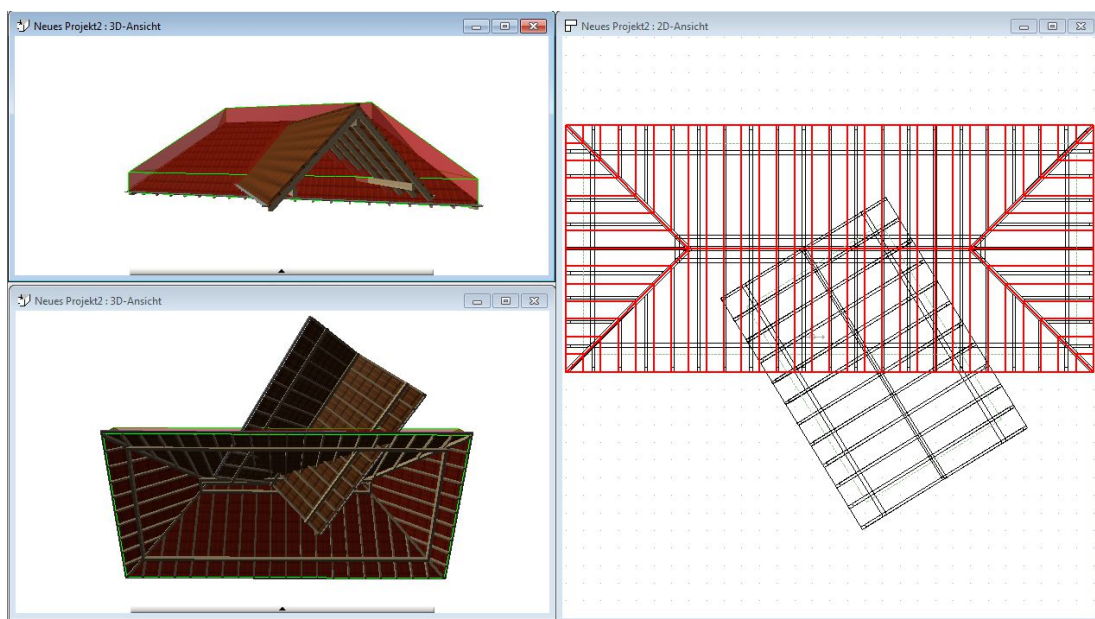 Neues Projekt2 : 3D-Ansicht
Neues Projekt2 : 2D-Ansicht
Neues Projekt2 : 3D-Ansicht